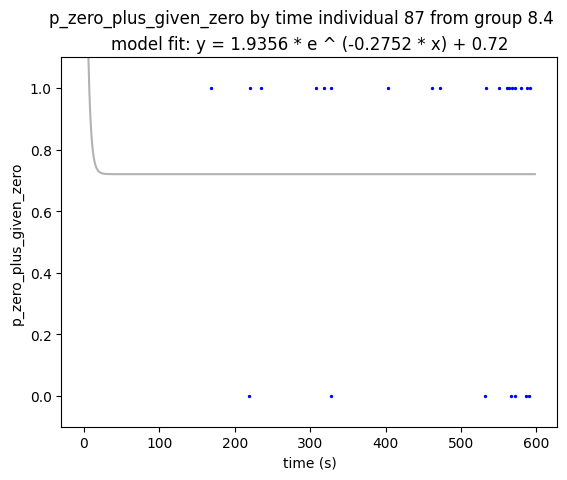 p_zero_plus_given_zero by time individual 87 from group 8.4
model fit: y = 1.9356 * e ^ (-0.2752 * x) + 0.72
1.0
0.8
0.6
0.4
0.2
0.0
p_zero_plus_given_zero
0 100 200 300 400 500 600
time (s)